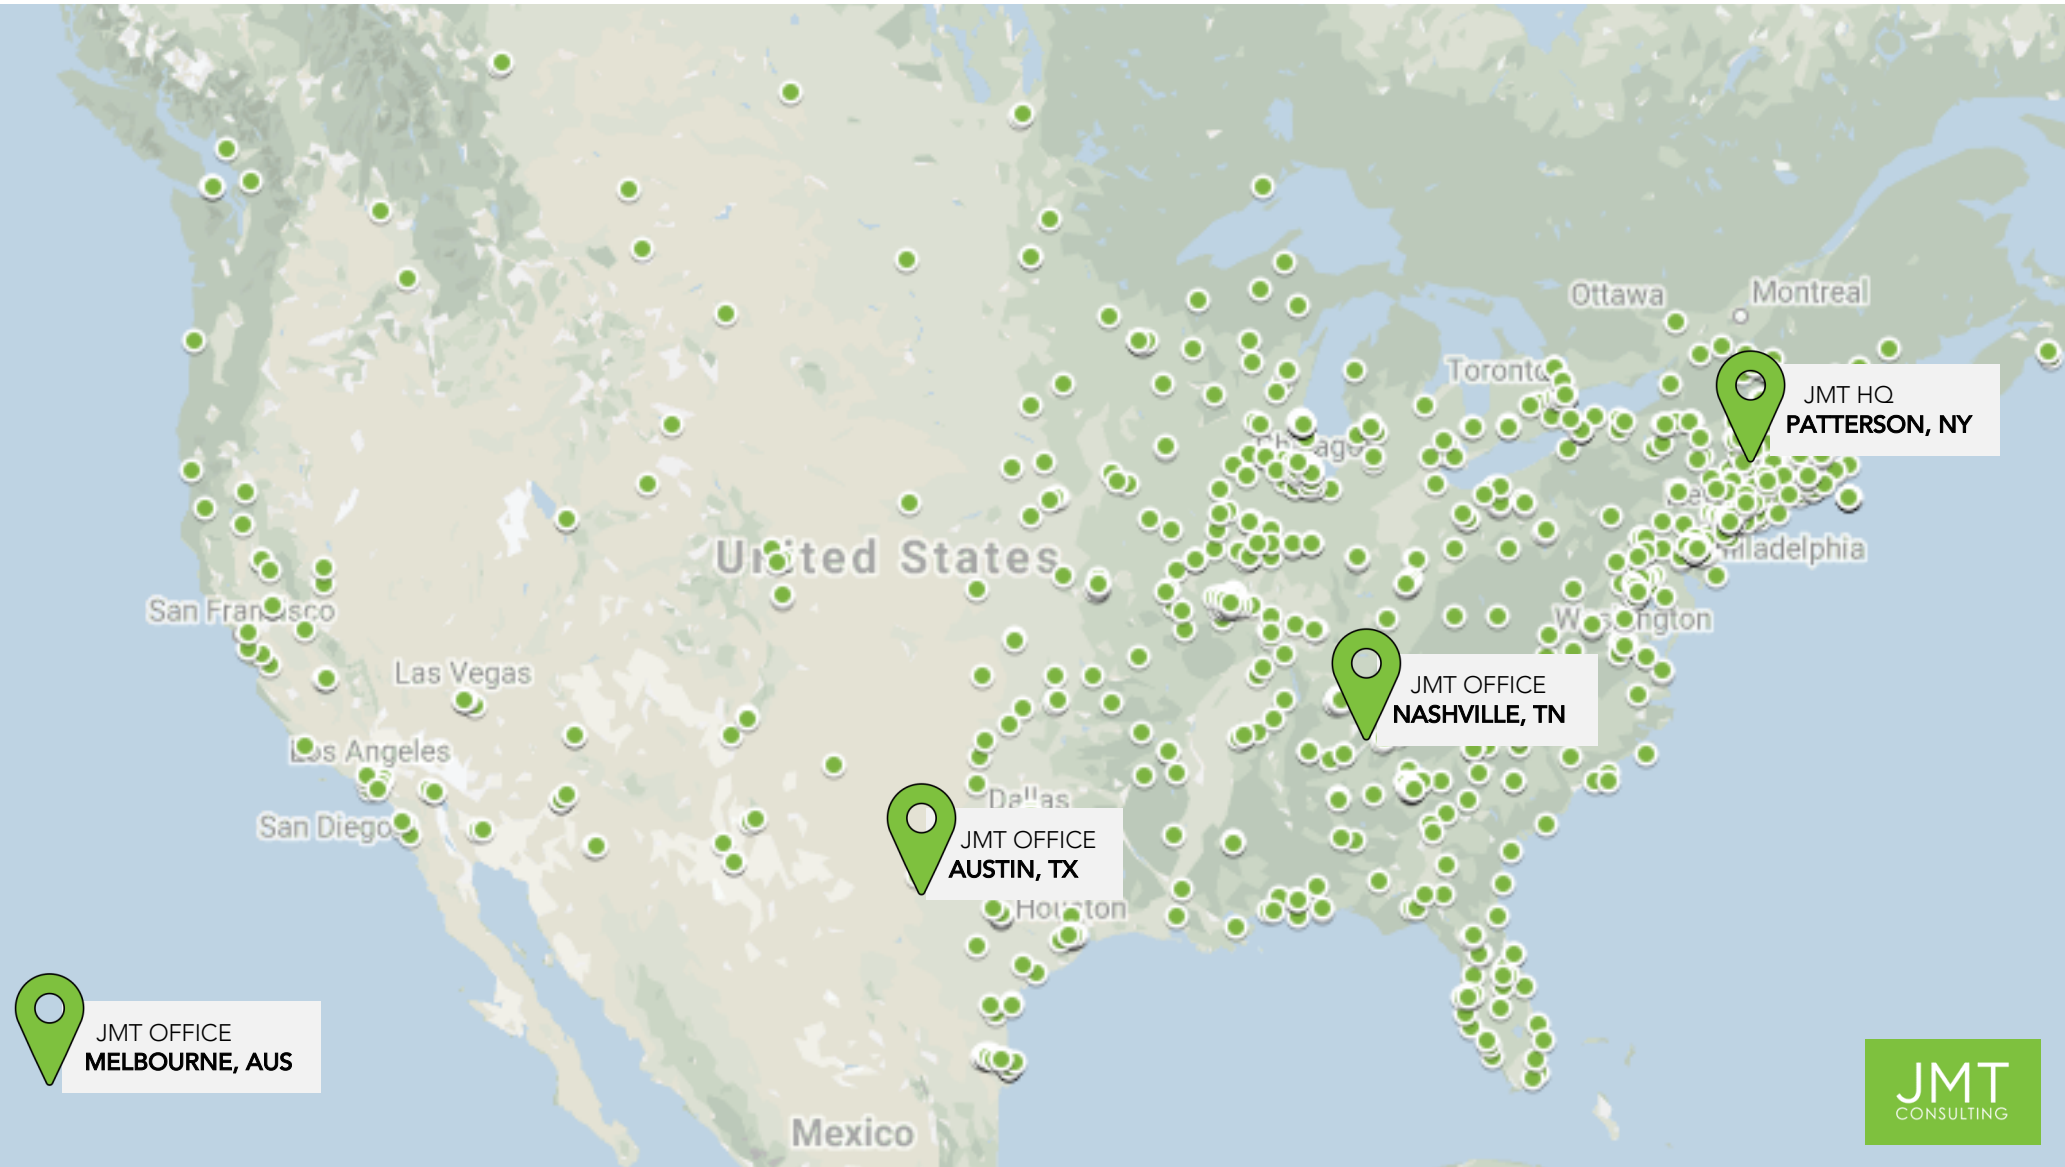 Ottawa
Montreal
Toronto
JMT HQ
PATTERSON, NY
Chicago
Philadelphia
United States
San Francisco
Washington
Las Vegas
JMT OFFICE
NASHVILLE, TN
Los Angeles
Dallas
San Diego
JMT OFFICE
AUSTIN, TX
Houston
JMT OFFICE
MELBOURNE, AUS
JMT
CONSULTING
Mexico